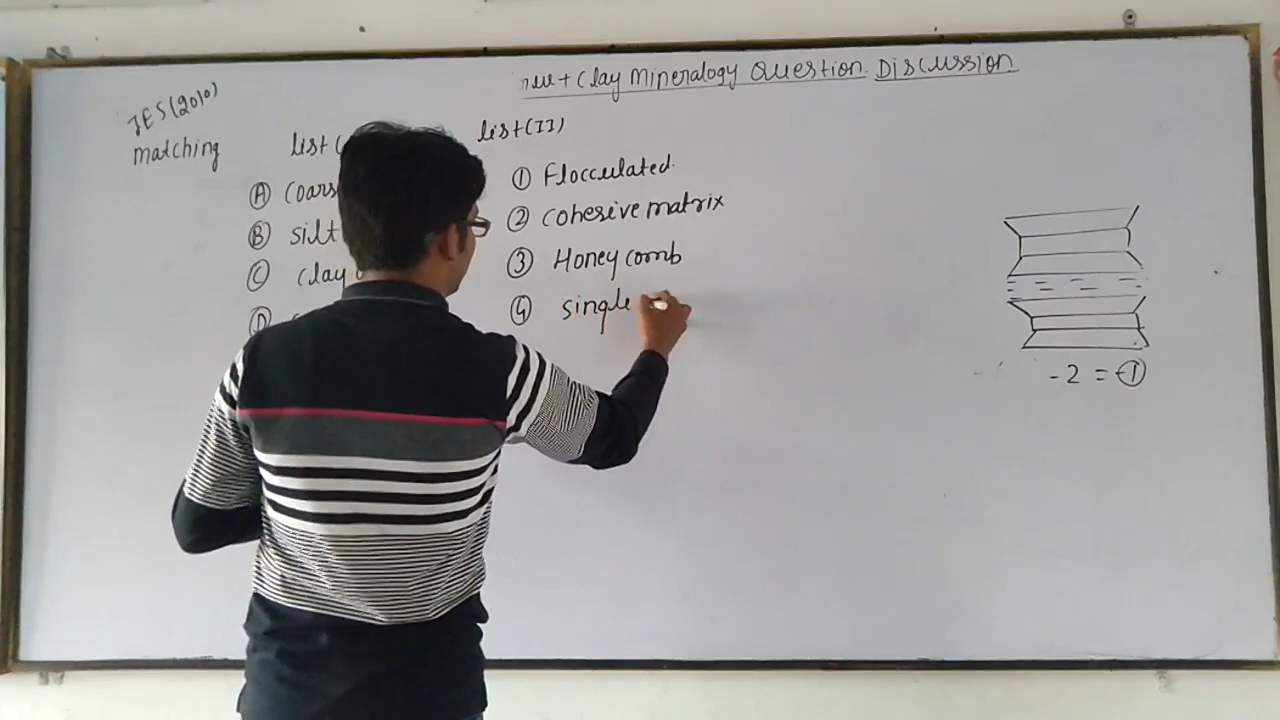 + Clay Mineralogy Question Discussion
IES (2010)
matching list ( list (II)
Ⓐ coars ① Flocculated
Ⓑ silt ② cohesive matrix
Ⓒ clay ③ Honey comb
Ⓓ ④ single
- 2 = -①